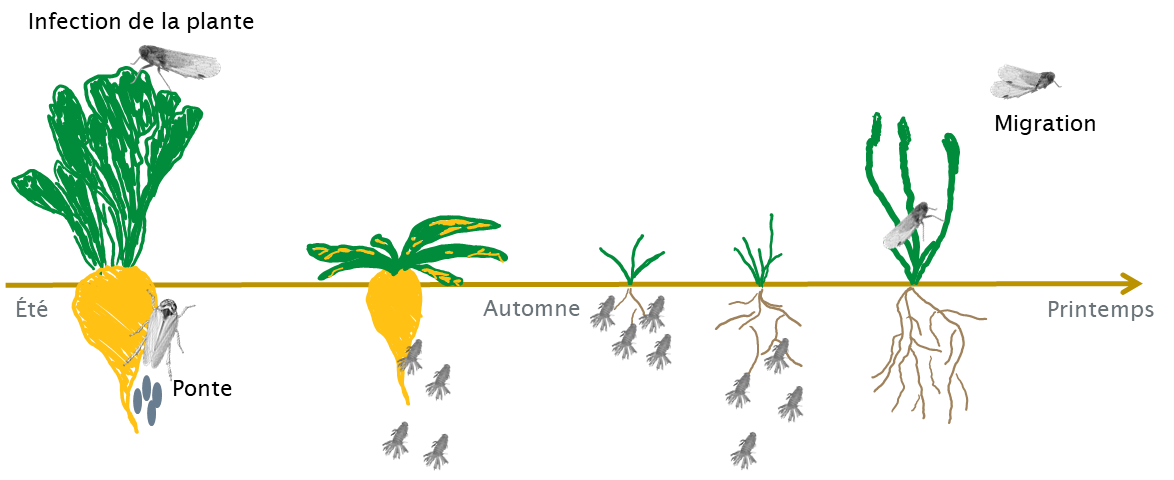 Infection de la plante
Migration
Été
Automne
Printemps
Ponte